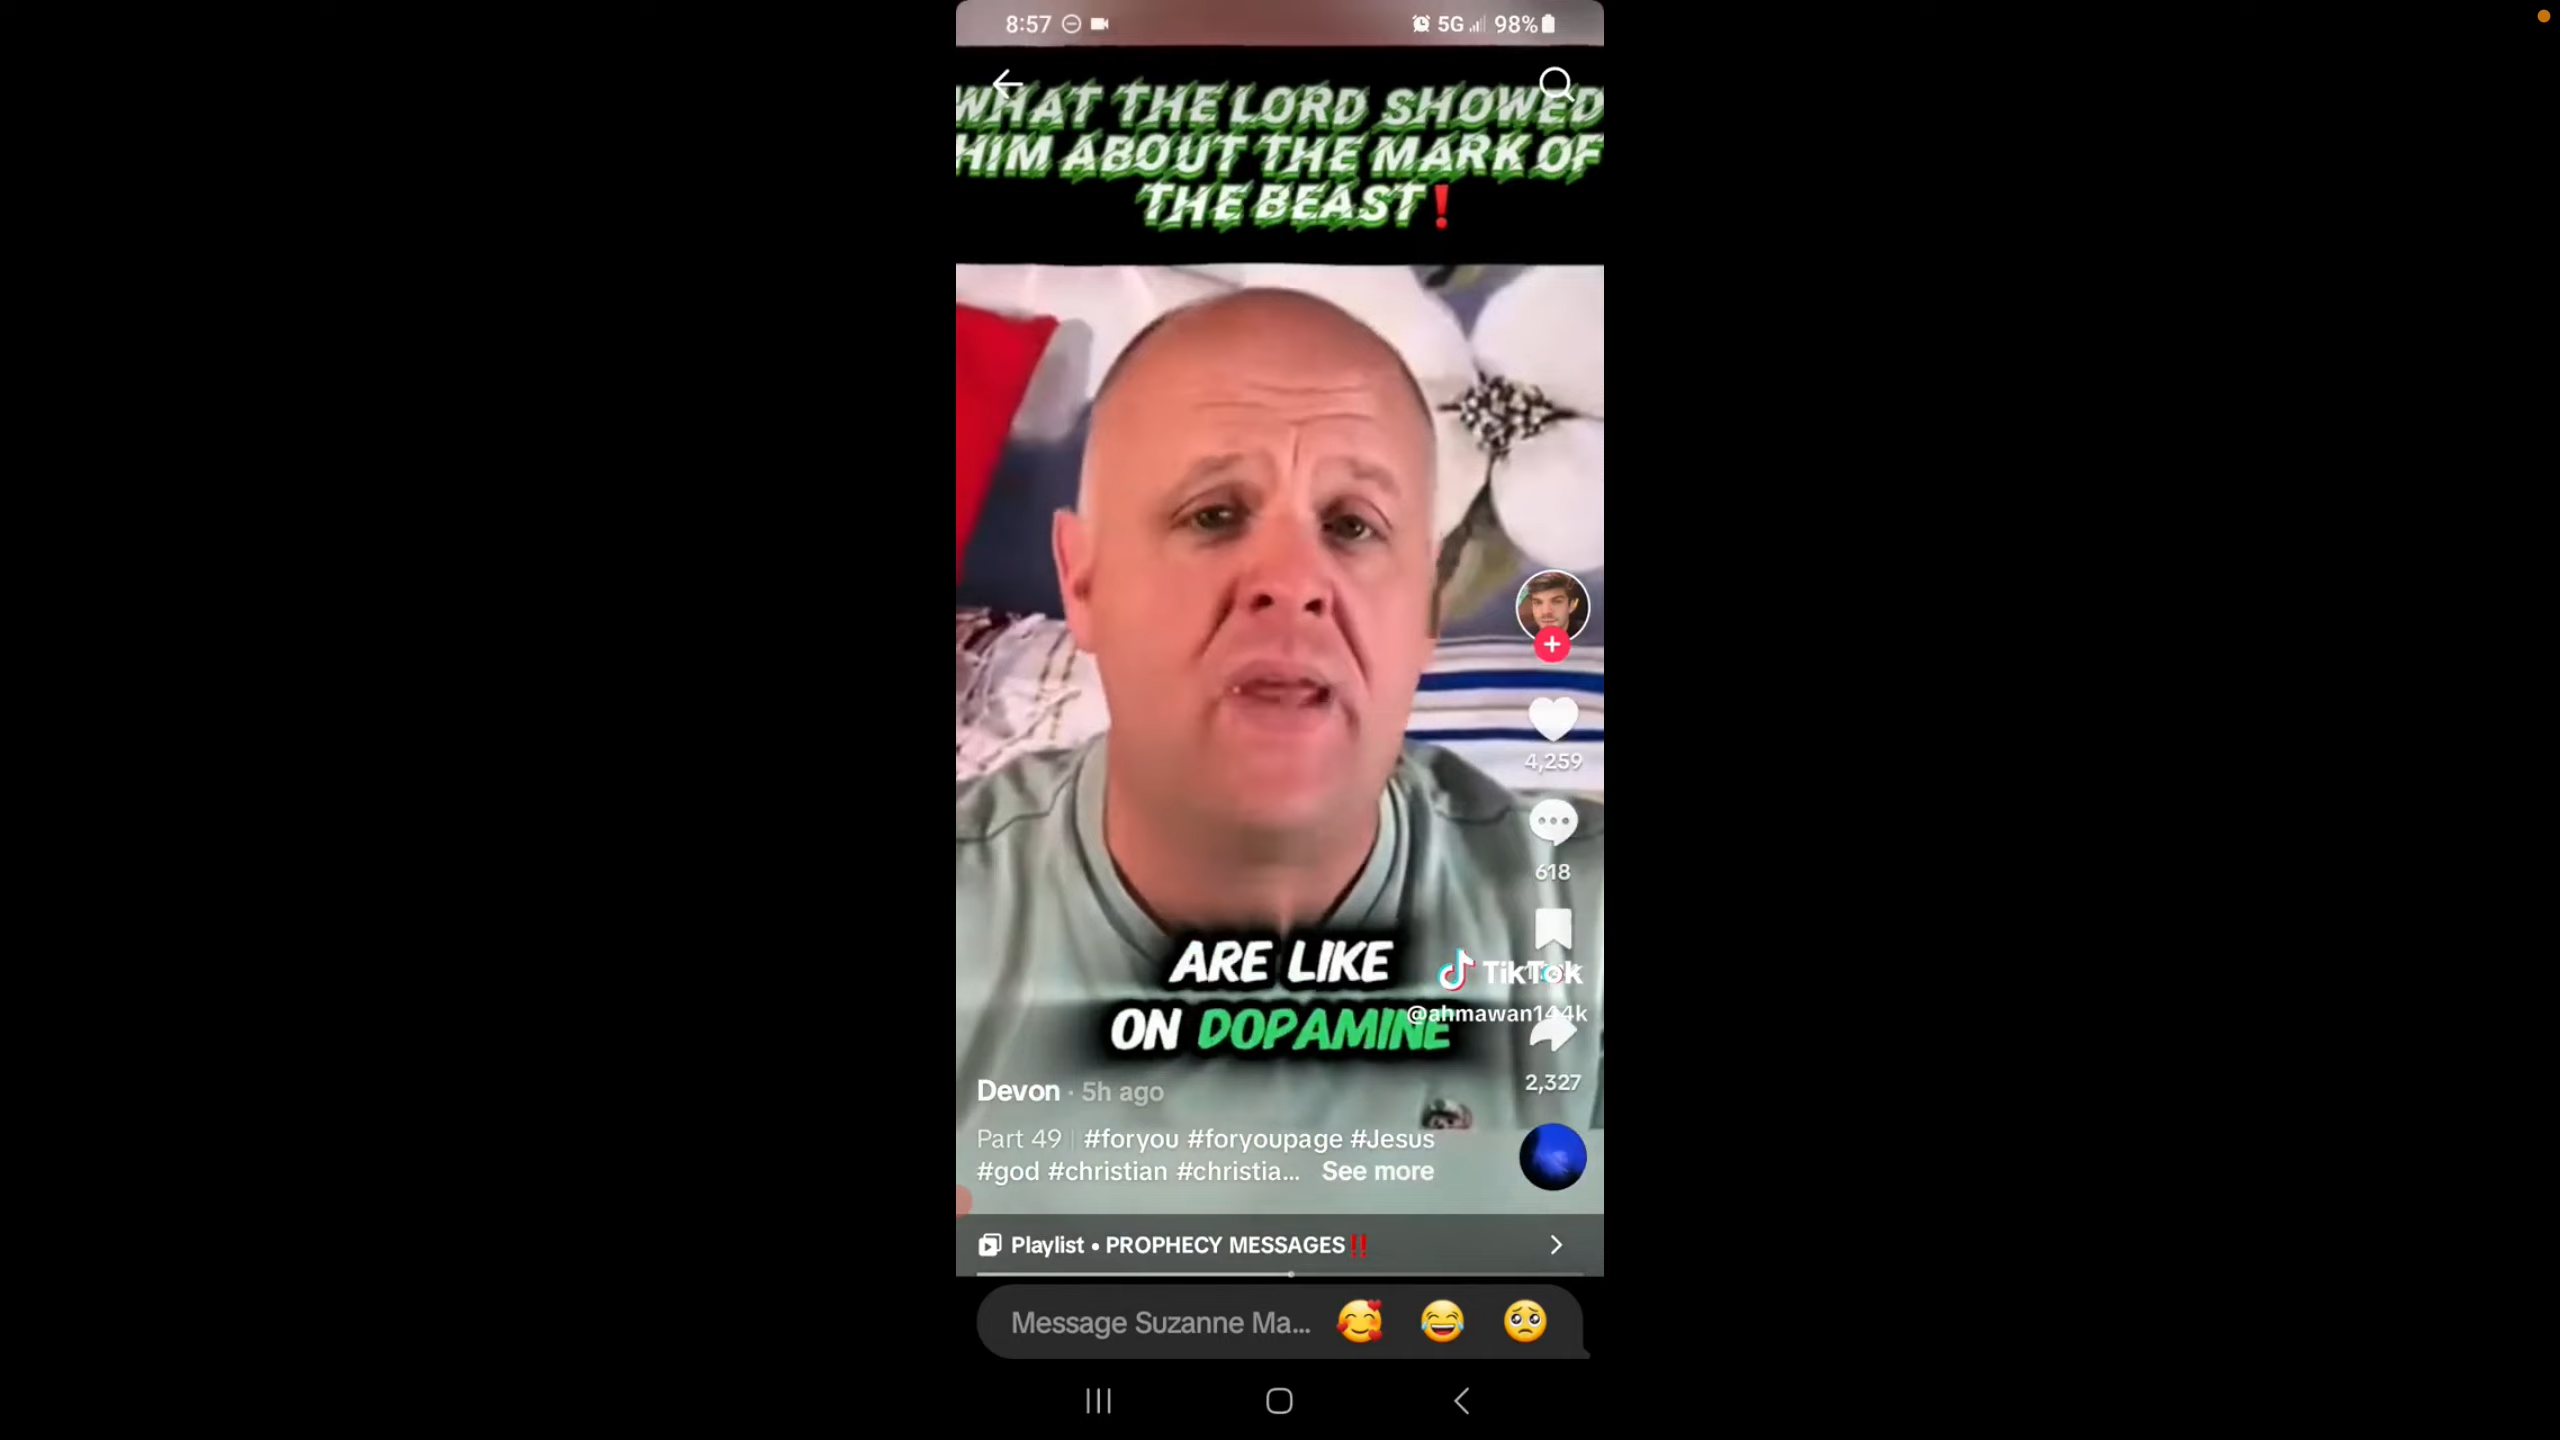 8:57
5G 98%
WHAT THE LORD SHOWED
HIM ABOUT THE MARK OF
THE BEAST❗
4,259
618
ARE LIKE
TikTok
ON DOPAMINE
@ahmawan144k
2,327
Devon · 5h ago
Part 49 | #foryou #foryoupage #Jesus
#god #christian #christia... See more
Playlist • PROPHECY MESSAGES‼️
Message Suzanne Ma...